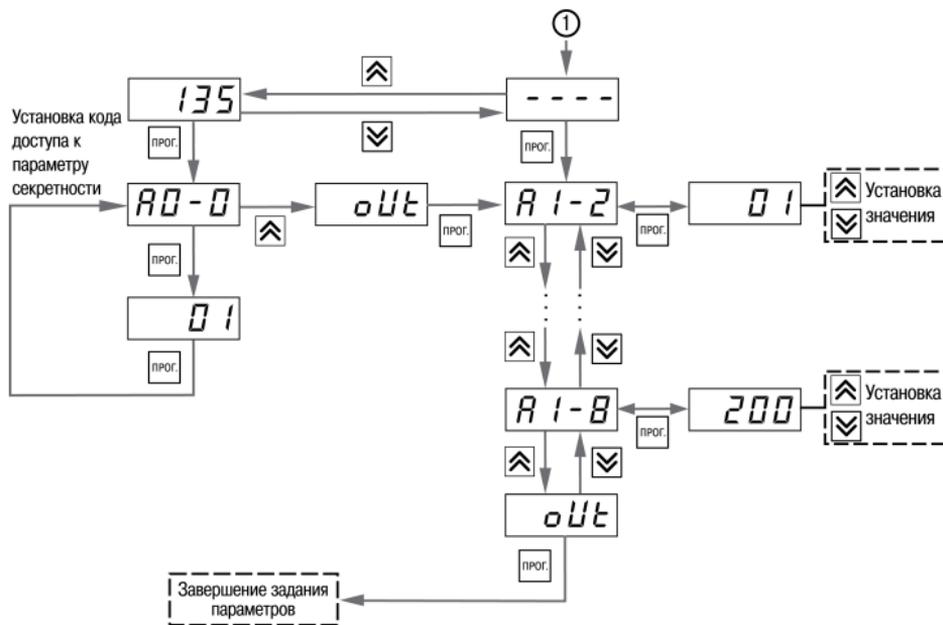 1
135
- - - -
Установка кода
доступа к
параметру
секретности
ПРОГ.
ПРОГ.
A0-0
oUt
ПРОГ.
A1-2
ПРОГ.
01
Установка
значения
ПРОГ.
01
ПРОГ.
A1-8
ПРОГ.
200
Установка
значения
oUt
ПРОГ.
Завершение задания
параметров